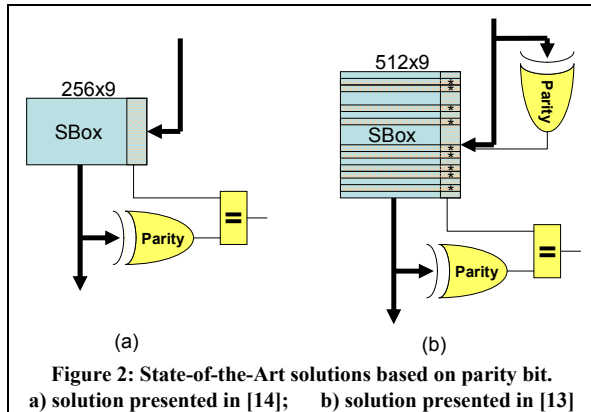 256x9
SBox
Parity
=
(a)
512x9
* * * * * * * * *
SBox
Parity
Parity
=
(b)
Figure 2: State-of-the-Art solutions based on parity bit.
a) solution presented in [14]; b) solution presented in [13]